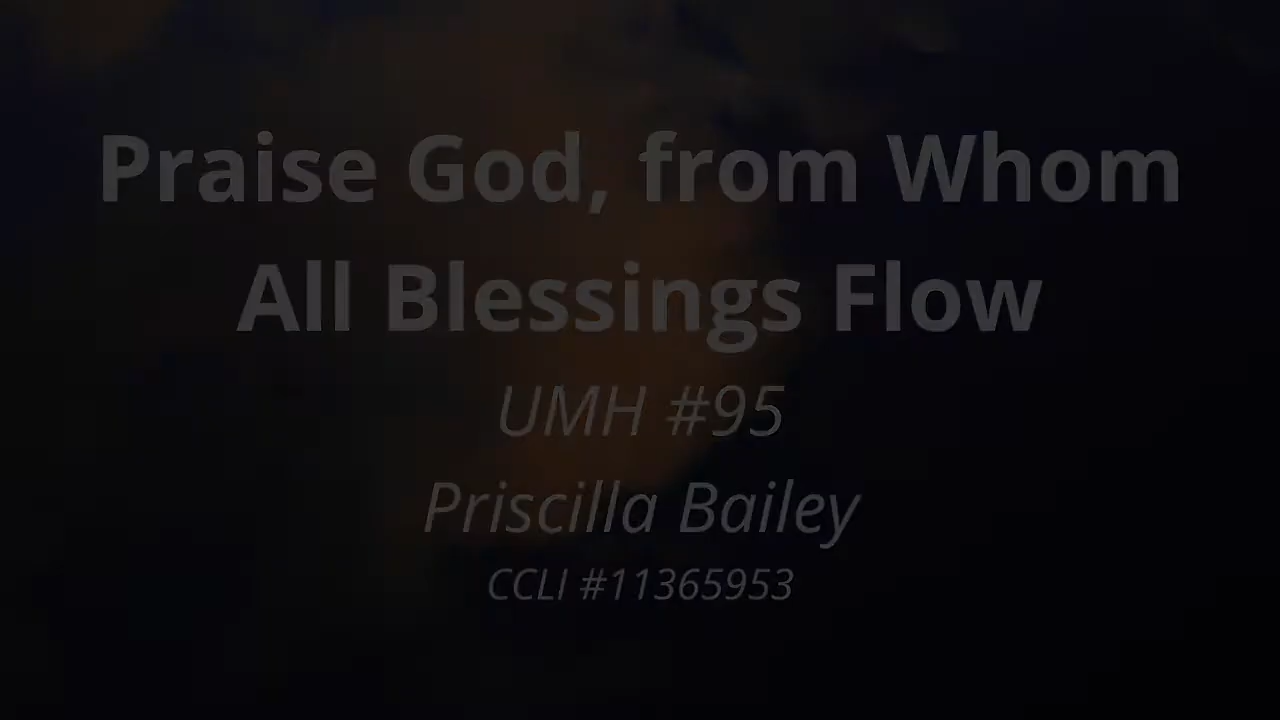 Praise God, from Whom
All Blessings Flow
UMH #95
Priscilla Bailey
CCLI #11365953